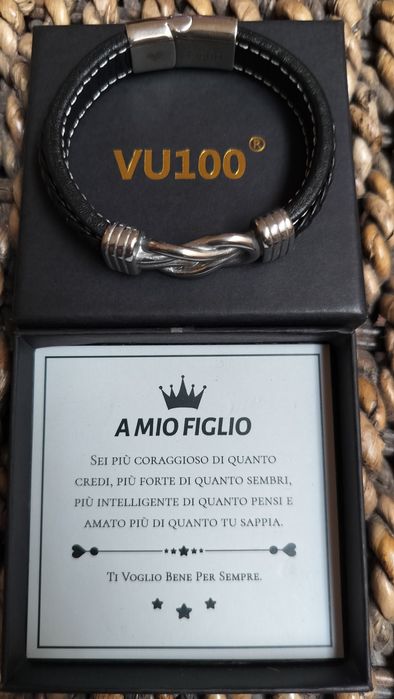 VU100®
A MIO FIGLIO
SEI PIÙ CORAGGIOSO DI QUANTO
CREDI, PIÙ FORTE DI QUANTO SEMBRI,
PIÙ INTELLIGENTE DI QUANTO PENSI E
AMATO PIÙ DI QUANTO TU SAPPIA.
TI VOGLIO BENE PER SEMPRE.